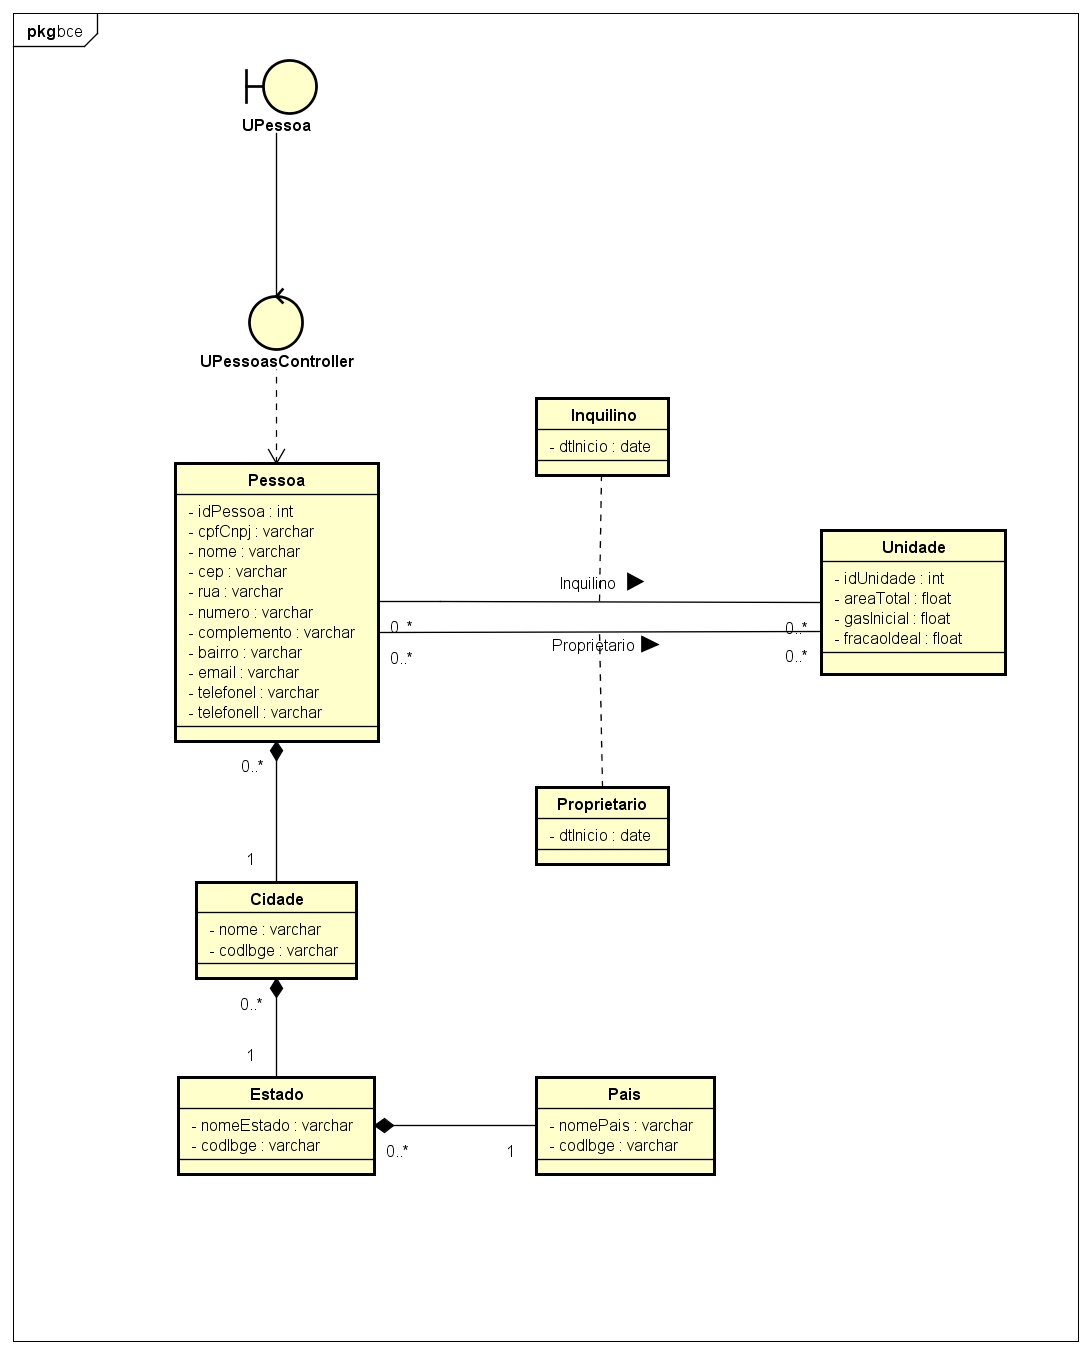 pkg bce
UPessoa
UPessoasController
Inquilino
- dtInicio : date
Pessoa
- idPessoa : int
- cpfCnpj : varchar
- nome : varchar
- cep : varchar
- rua : varchar
- numero : varchar
- complemento : varchar
- bairro : varchar
- email : varchar
- telefoneI : varchar
- telefoneII : varchar
Unidade
- idUnidade : int
- areaTotal : float
- gasInicial : float
- fracaoIdeal : float
Inquilino
0..*
0..*
Proprietario
0..*
0..*
0..*
Proprietario
- dtInicio : date
1
Cidade
- nome : varchar
- codIbge : varchar
0..*
1
Estado
- nomeEstado : varchar
- codIbge : varchar
Pais
- nomePais : varchar
- codIbge : varchar
0..*
1